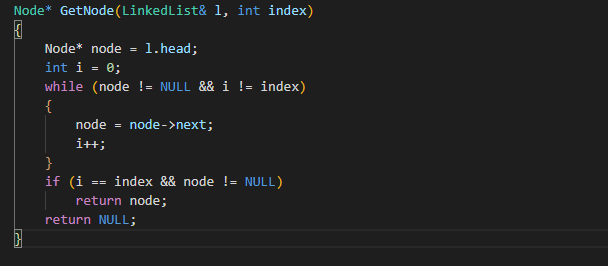 Node* GetNode(LinkedList& l, int index)
{
    Node* node = l.head;
    int i = 0;
    while (node != NULL && i != index)
    {
        node = node->next;
        i++;
    }
    if (i == index && node != NULL)
        return node;
    return NULL;
}